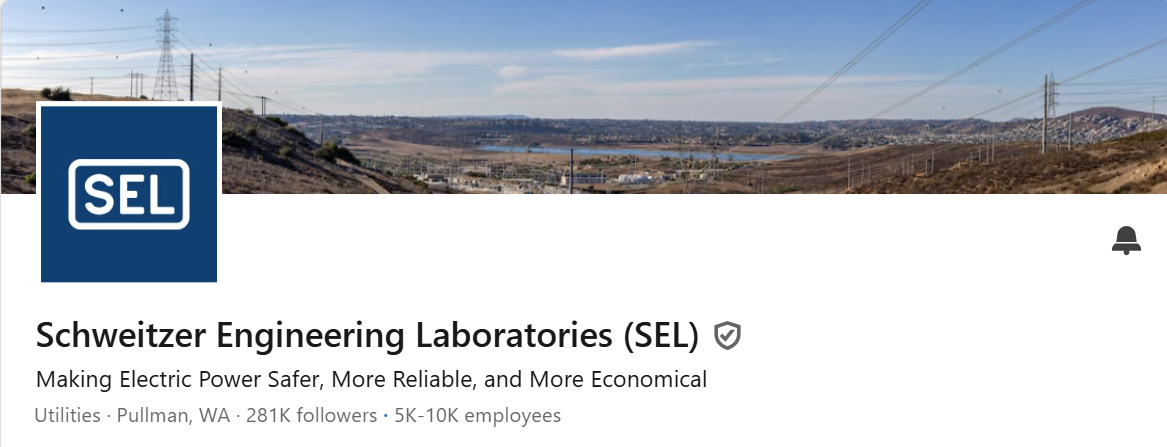 SEL
Schweitzer Engineering Laboratories (SEL)
Making Electric Power Safer, More Reliable, and More Economical
Utilities · Pullman, WA · 281K followers · 5K-10K employees